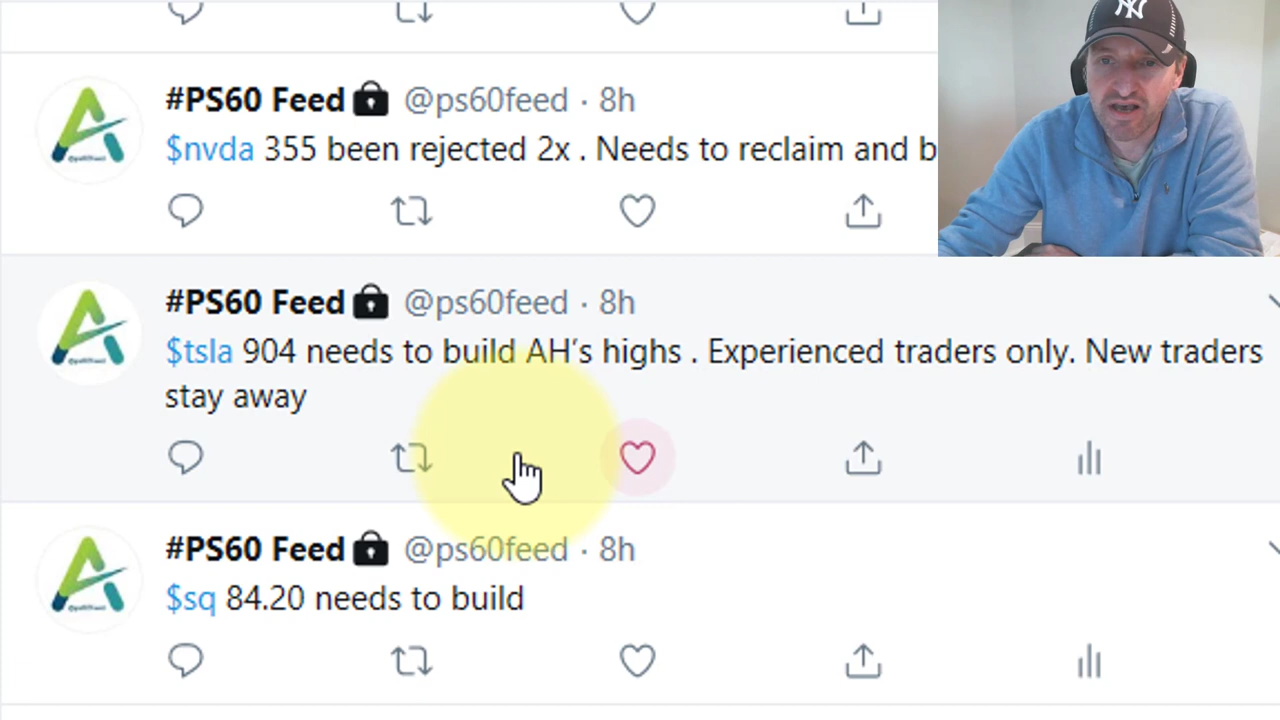 #PS60 Feed @ps60feed · 8h
$nvda 355 been rejected 2x . Needs to reclaim and b
NY
#PS60 Feed @ps60feed · 8h
$tsla 904 needs to build AH’s highs . Experienced traders only. New traders
stay away
#PS60 Feed @ps60feed · 8h
$sq 84.20 needs to build